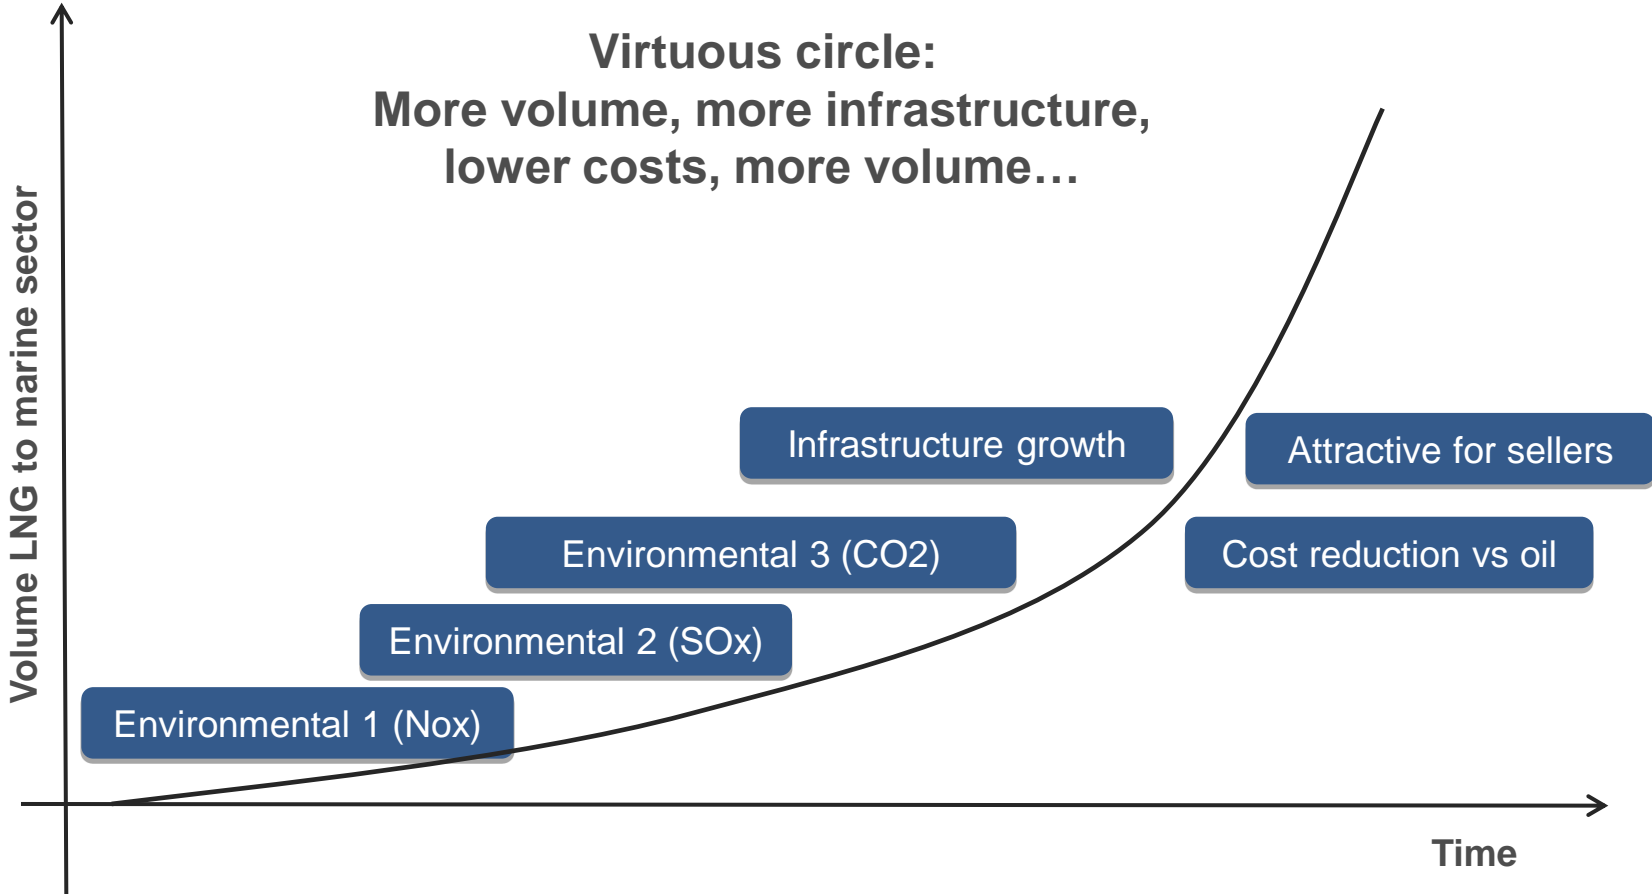 Virtuous circle:
More volume, more infrastructure,
lower costs, more volume…
Volume LNG to marine sector
Infrastructure growth
Attractive for sellers
Environmental 3 (CO2)
Cost reduction vs oil
Environmental 2 (SOx)
Environmental 1 (Nox)
Time